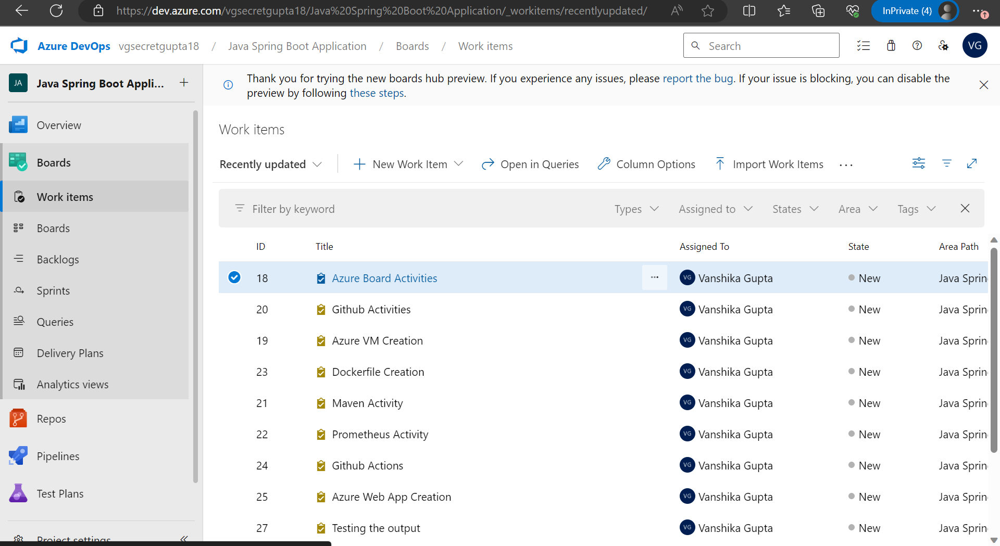 https://dev.azure.com/vgsecretgupta18/Java%20Spring%20Boot%20Application/_workitems/recentlyupdated/
InPrivate (4)
Azure DevOps vgsecretgupta18 / Java Spring Boot Application / Boards / Work items
Search
VG
JA Java Spring Boot Appli...
Thank you for trying the new boards hub preview. If you experience any issues, please report the bug. If your issue is blocking, you can disable the
preview by following these steps.
Overview
Boards
Work items
Boards
Backlogs
Sprints
Queries
Delivery Plans
Analytics views
Repos
Pipelines
Test Plans
Project settings
Work items
Recently updated New Work Item Open in Queries Column Options Import Work Items
Filter by keyword Types Assigned to States Area Tags
ID Title Assigned To State Area Path
18 Azure Board Activities VG Vanshika Gupta New Java Sprin
20 Github Activities VG Vanshika Gupta New Java Sprin
19 Azure VM Creation VG Vanshika Gupta New Java Sprin
23 Dockerfile Creation VG Vanshika Gupta New Java Sprin
21 Maven Activity VG Vanshika Gupta New Java Sprin
22 Prometheus Activity VG Vanshika Gupta New Java Sprin
24 Github Actions VG Vanshika Gupta New Java Sprin
25 Azure Web App Creation VG Vanshika Gupta New Java Sprin
27 Testing the output VG Vanshika Gupta New Java Sprin